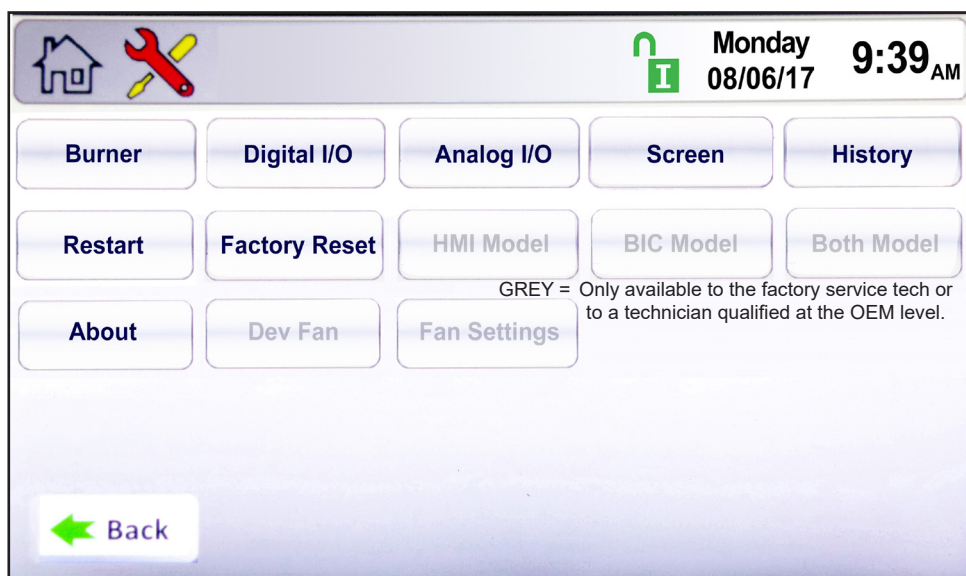 Monday
08/06/17
9:39 AM
I
Burner
Digital I/O
Analog I/O
Screen
History
Restart
Factory Reset
HMI Model
BIC Model
Both Model
GREY = Only available to the factory service tech or
to a technician qualified at the OEM level.
About
Dev Fan
Fan Settings
Back